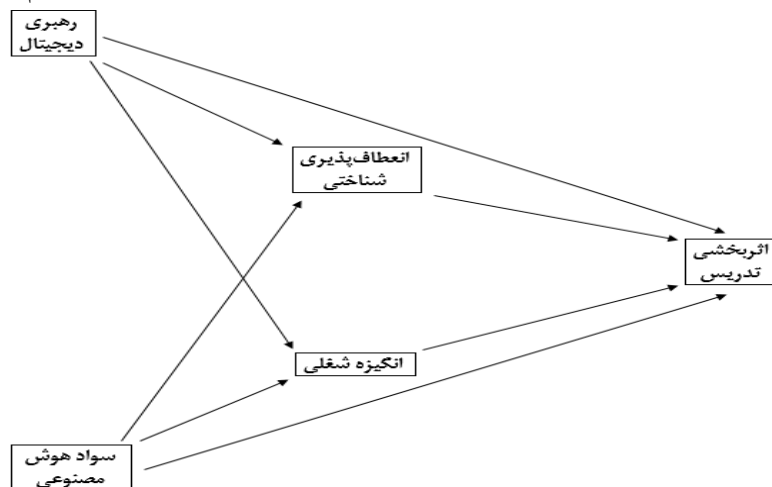 رهبری
دیجیتال
انعطاف‌پذیری
شناختی
اثربخشی
تدریس
انگیزه شغلی
سواد هوش
مصنوعی